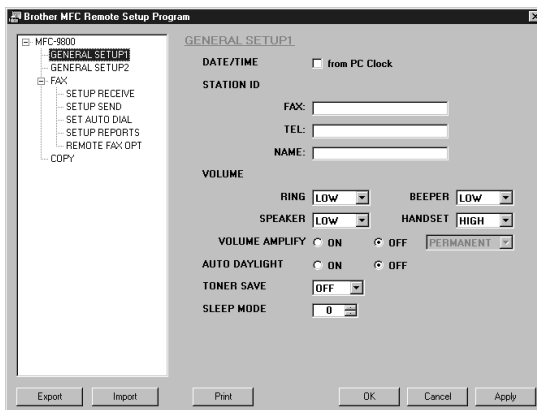 Brother MFC Remote Setup Program
MFC-9800
GENERAL SETUP1
GENERAL SETUP2
FAX
SETUP RECEIVE
SETUP SEND
SET AUTO DIAL
SETUP REPORTS
REMOTE FAX OPT
COPY
GENERAL SETUP1
DATE/TIME from PC Clock
STATION ID
FAX:
TEL:
NAME:
VOLUME
RING LOW BEEPER LOW
SPEAKER LOW HANDSET HIGH
VOLUME AMPLIFY ON OFF PERMANENT
AUTO DAYLIGHT ON OFF
TONER SAVE OFF
SLEEP MODE 0
Export Import Print OK Cancel Apply